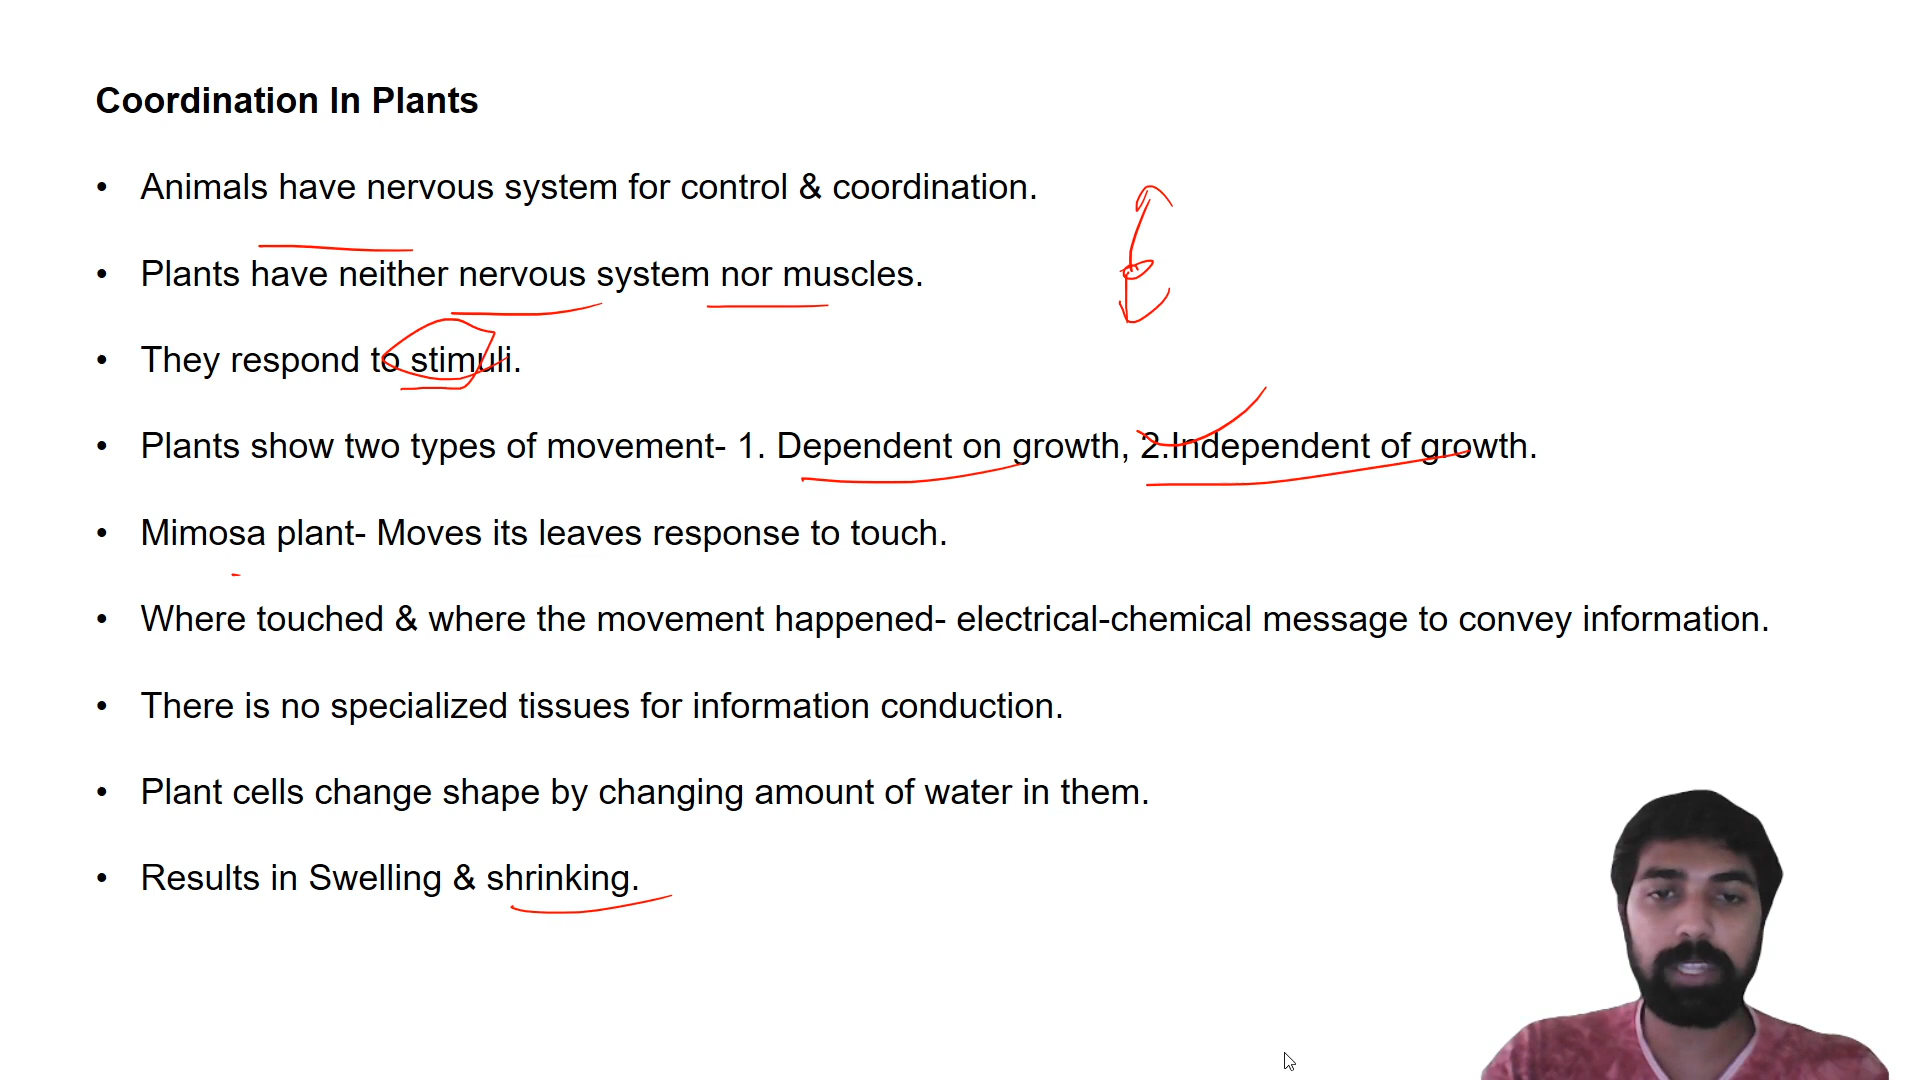 Coordination In Plants
• Animals have nervous system for control & coordination.
• Plants have neither nervous system nor muscles.
• They respond to stimuli.
• Plants show two types of movement- 1. Dependent on growth, 2.Independent of growth.
• Mimosa plant- Moves its leaves response to touch.
• Where touched & where the movement happened- electrical-chemical message to convey information.
• There is no specialized tissues for information conduction.
• Plant cells change shape by changing amount of water in them.
• Results in Swelling & shrinking.